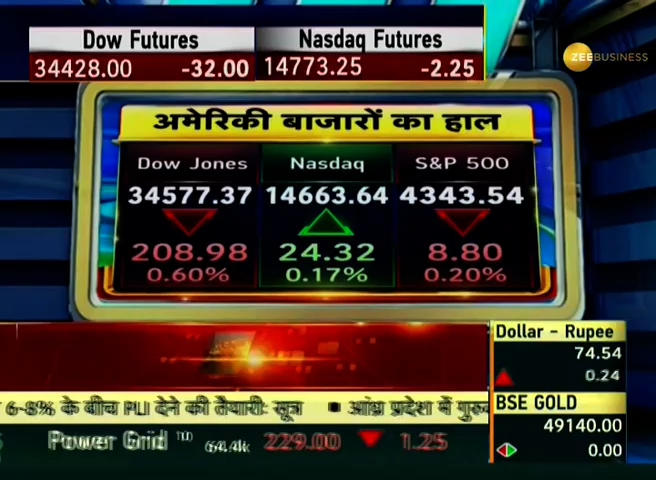 Dow Futures Nasdaq Futures
34428.00 -32.00 14773.25 -2.25
ZEEBUSINESS
अमेरिकी बाजारों का हाल
Dow Jones Nasdaq S&P 500
34577.37 14663.64 4343.54
208.98 24.32 8.80
0.60% 0.17% 0.20%
Dollar - Rupee
74.54
0.24
BSE GOLD
49140.00
0.00
6-8% के बीच PLI देने की तैयारी: सूत्र ■ आंध्र प्रदेश में
Power Grid 64.4k 229.00 1.25